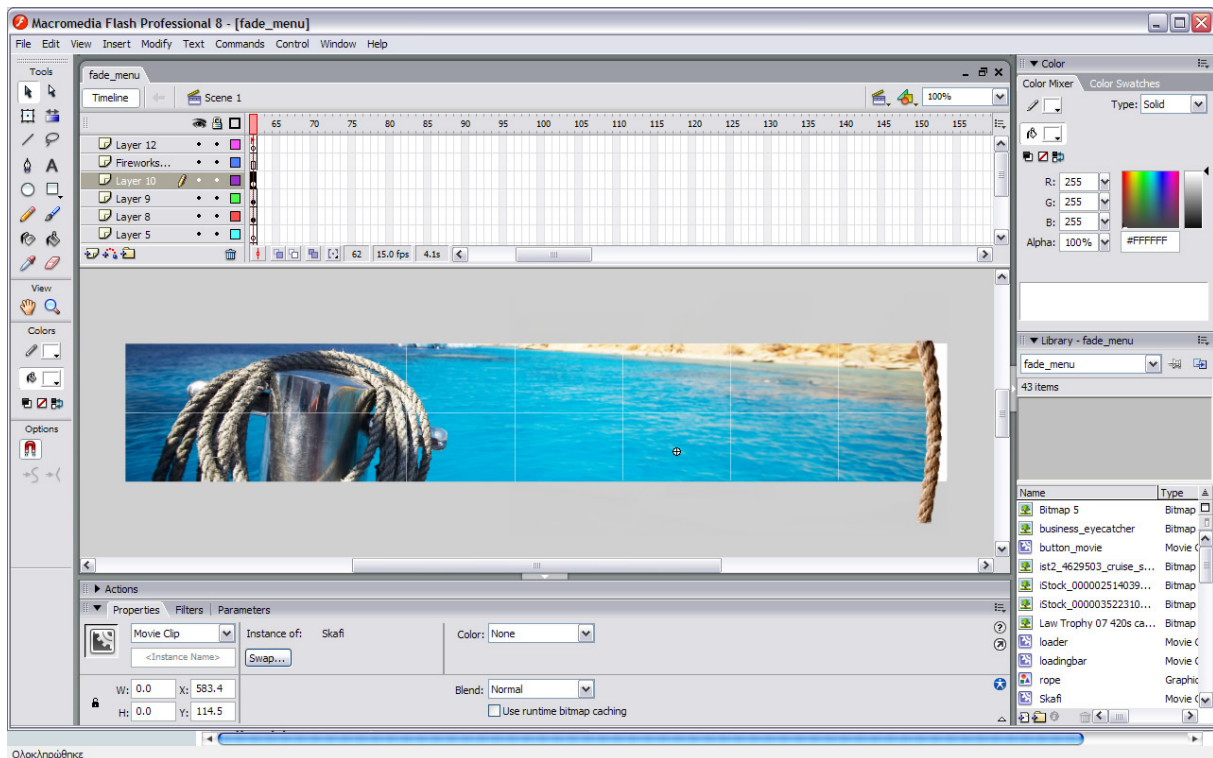 Macromedia Flash Professional 8 - [fade_menu]
File Edit View Insert Modify Text Commands Control Window Help
Tools
View
Colors
Options
fade_menu
Timeline Scene 1 100%
65 70 75 80 85 90 95 100 105 110 115 120 125 130 135 140 145 150 155
Layer 12
Fireworks...
Layer 10
Layer 9
Layer 8
Layer 5
62 15.0 fps 4.1s
Actions
Properties Filters Parameters
Movie Clip Instance of: Skafi Color: None
<Instance Name> Swap...
W: 0.0 X: 583.4 Blend: Normal
H: 0.0 Y: 114.5 Use runtime bitmap caching
Color
Color Mixer Color Swatches
Type: Solid
R: 255
G: 255
B: 255
Alpha: 100% #FFFFFF
Library - fade_menu
fade_menu
43 items
Name Type
Bitmap 5 Bitmap
business_eyecatcher Bitmap
button_movie Movie C
ist2_4629503_cruise_s... Bitmap
iStock_000002514039... Bitmap
iStock_000003522310... Bitmap
Law Trophy 07 420s ca... Bitmap
loader Movie C
loadingbar Movie C
rope Graphic
Skafi Movie C
Ολοκληρώθηκε